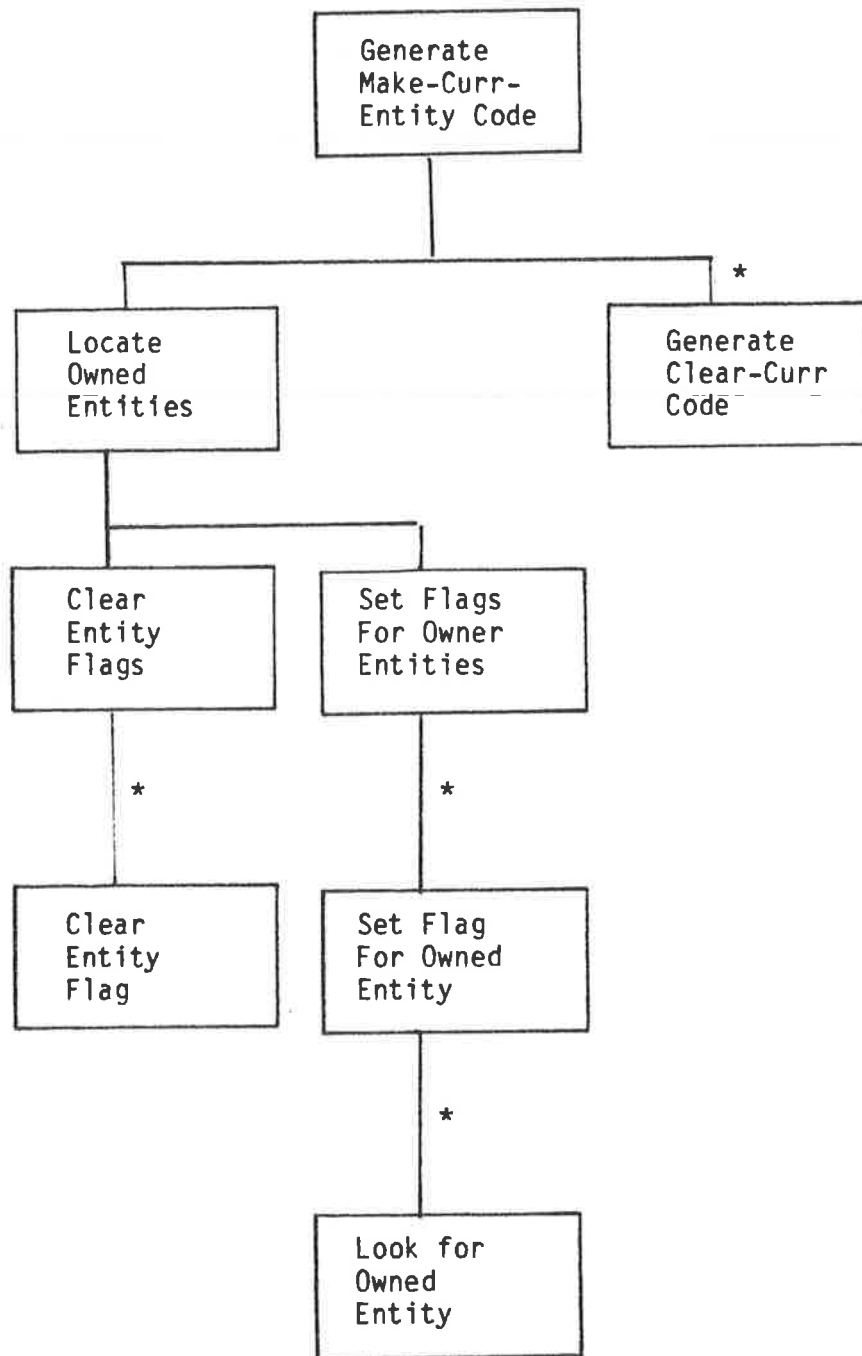 Generate
Make-Curr-
Entity Code
*
Locate
Owned
Entities
Generate
Clear-Curr
Code
Clear
Entity
Flags
Set Flags
For Owner
Entities
*
*
Clear
Entity
Flag
Set Flag
For Owned
Entity
*
Look for
Owned
Entity